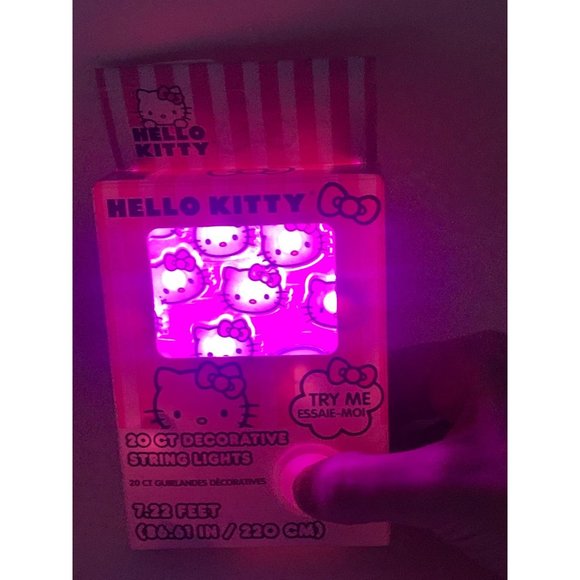 HELLO
KITTY
HELLO KITTY
TRY ME
ESSAIE-MOI
20 CT DECORATIVE
STRING LIGHTS
20 CT GUIRLANDES DÉCORATIVES
7.22 FEET
(86.61 IN / 220 CM)